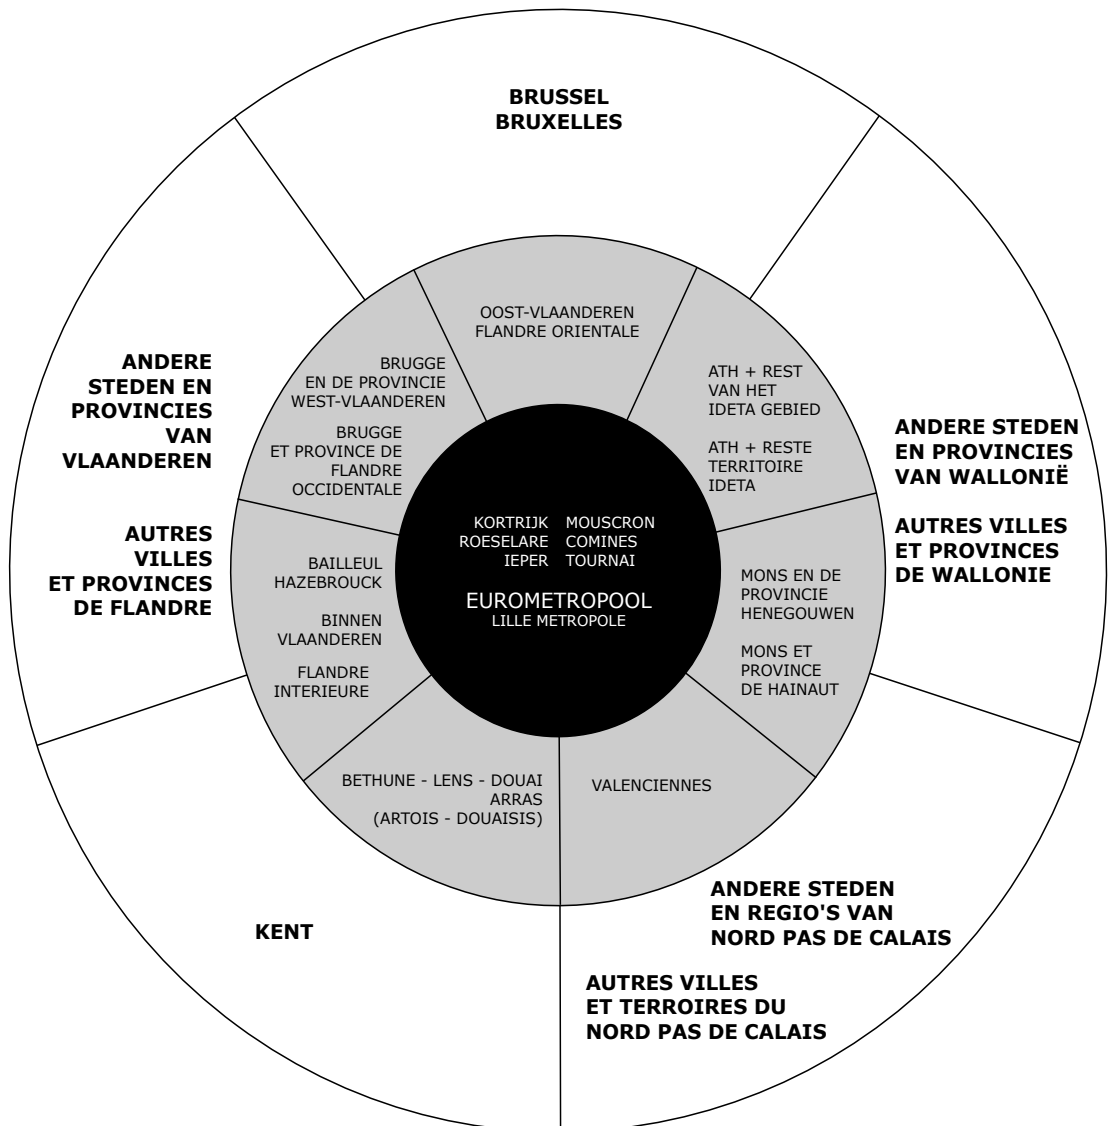 BRUSSEL
BRUXELLES
ANDERE
STEDEN EN
PROVINCIES
VAN
VLAANDEREN
AUTRES
VILLES
ET PROVINCES
DE FLANDRE
OOST-VLAANDEREN
FLANDRE ORIENTALE
BRUGGE
EN DE PROVINCIE
WEST-VLAANDEREN
BRUGGE
ET PROVINCE DE
FLANDRE
OCCIDENTALE
ATH + REST
VAN HET
IDETA GEBIED
ATH + RESTE
TERRITOIRE
IDETA
ANDERE STEDEN
EN PROVINCIES
VAN WALLONIË
AUTRES VILLES
ET PROVINCES
DE WALLONIE
KORTRIJK MOUSCRON
ROESELARE COMINES
IEPER TOURNAI
EUROMETROPOOL
LILLE METROPOLE
BAILLEUL
HAZEBROUCK
BINNEN
VLAANDEREN
FLANDRE
INTERIEURE
MONS EN DE
PROVINCIE
HENEGOUWEN
MONS ET
PROVINCE
DE HAINAUT
BETHUNE - LENS - DOUAI
ARRAS
(ARTOIS - DOUAISIS)
VALENCIENNES
KENT
ANDERE STEDEN
EN REGIO'S VAN
NORD PAS DE CALAIS
AUTRES VILLES
ET TERROIRES DU
NORD PAS DE CALAIS